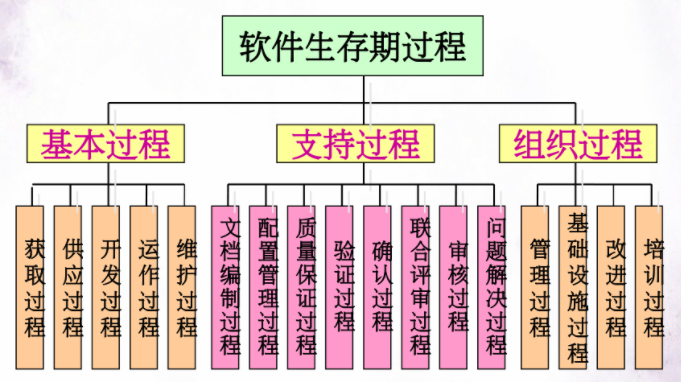 软件生存期过程
基本过程
支持过程
组织过程
获取过程
供应过程
开发过程
运作过程
维护过程
文档编制过程
配置管理过程
质量保证过程
验证过程
确认过程
联合评审过程
审核过程
问题解决过程
管理过程
基础设施过程
改进过程
培训过程